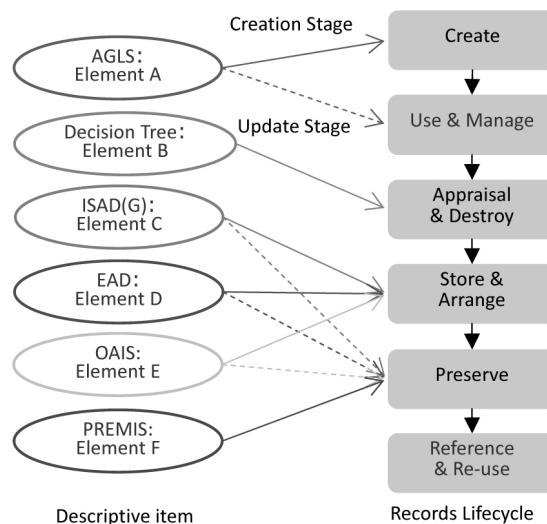 Creation Stage
Create
AGLS:
Element A
Use & Manage
Update Stage
Decision Tree:
Element B
Appraisal
& Destroy
ISAD(G):
Element C
Store &
Arrange
EAD:
Element D
OAIS:
Element E
Preserve
PREMIS:
Element F
Reference
& Re-use
Descriptive item
Records Lifecycle